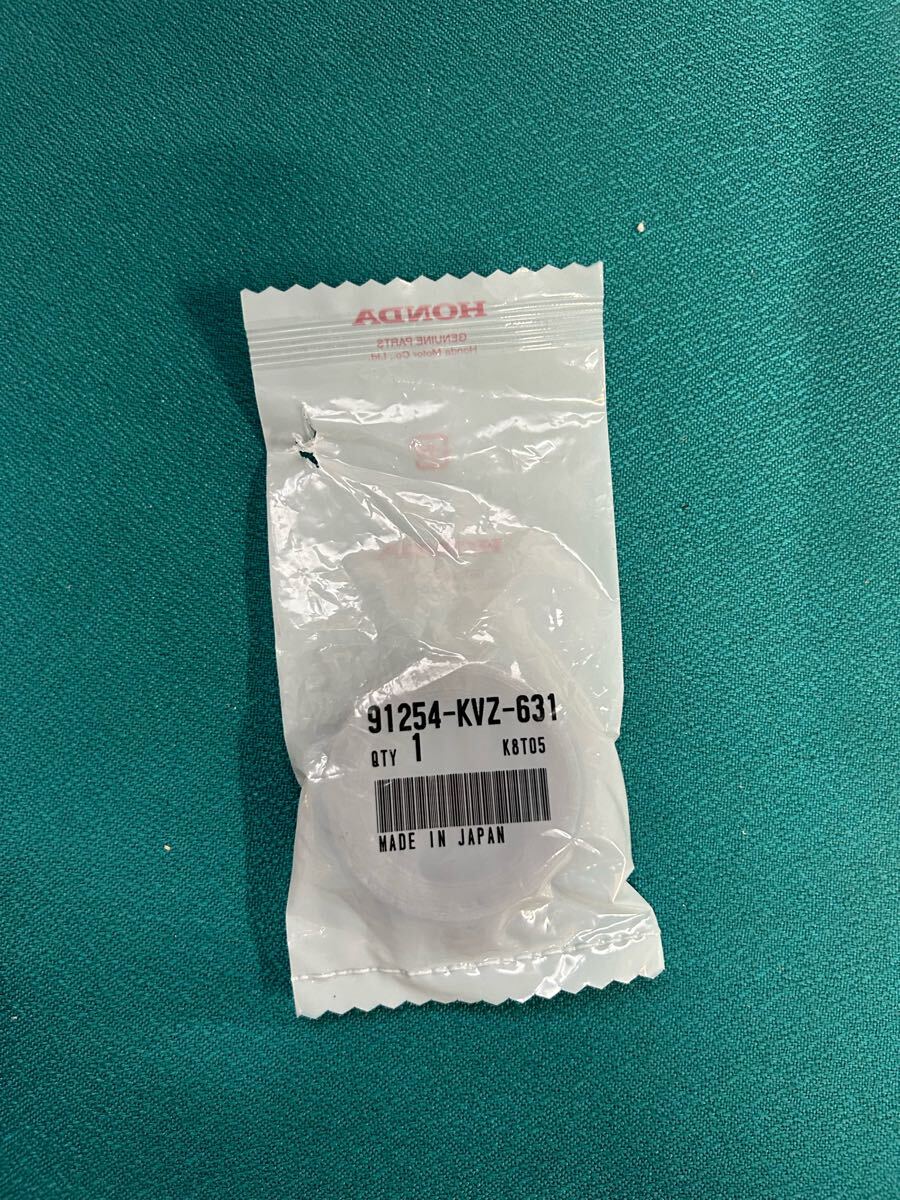 HONDA
GENUINE PARTS
Honda Motor Co., Ltd.
91254-KVZ-631
QTY 1 K8T05
MADE IN JAPAN